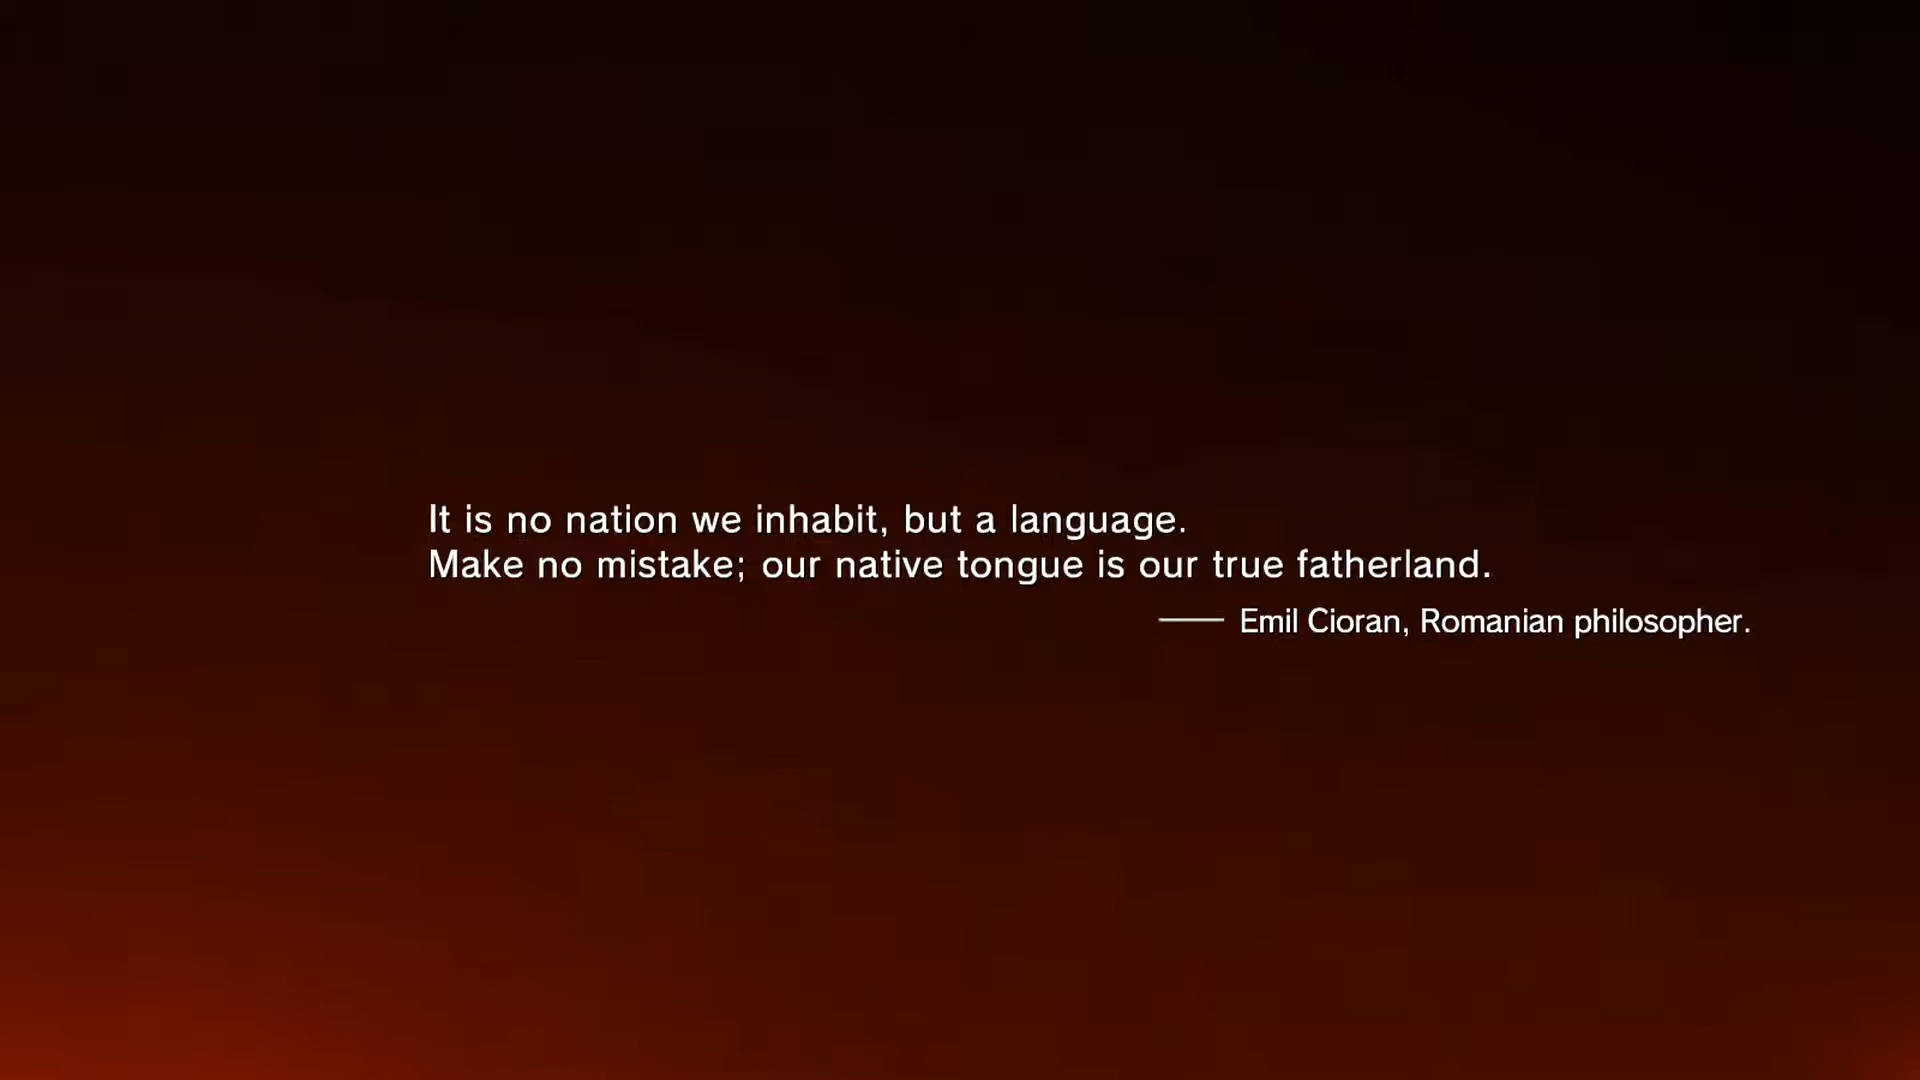 It is no nation we inhabit, but a language.
Make no mistake; our native tongue is our true fatherland.
—— Emil Cioran, Romanian philosopher.